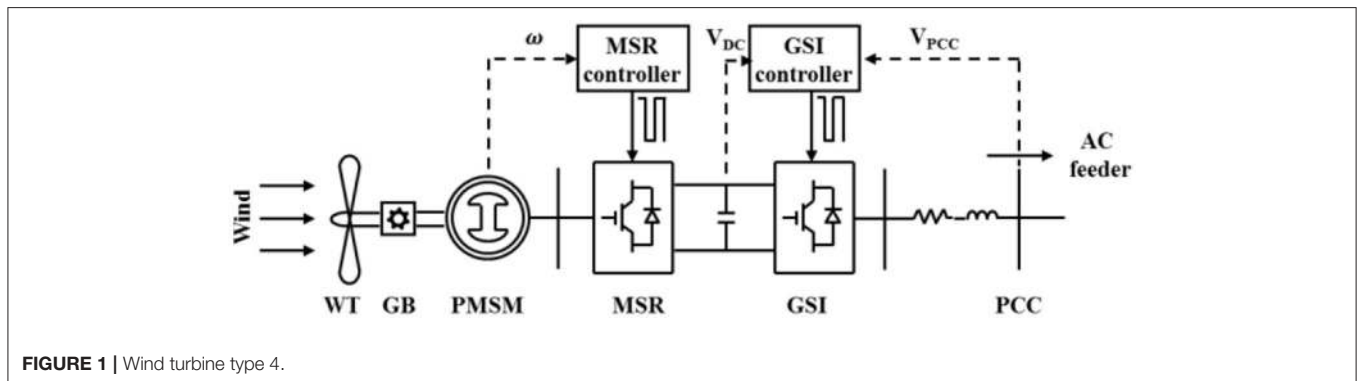 ω
MSR
controller
V_DC
GSI
controller
V_PCC
AC
feeder
Wind
WT
GB
PMSM
MSR
GSI
PCC
FIGURE 1 | Wind turbine type 4.